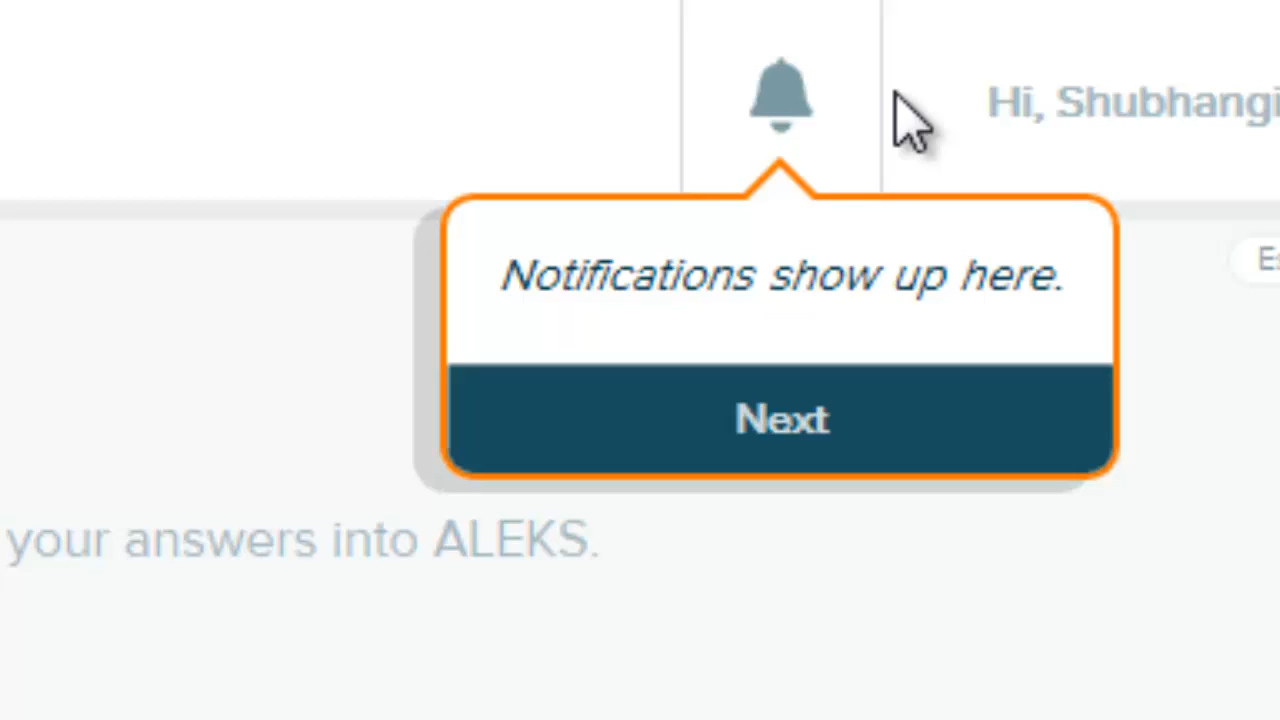 Hi, Shubhangi
Notifications show up here.
Next
your answers into ALEKS.